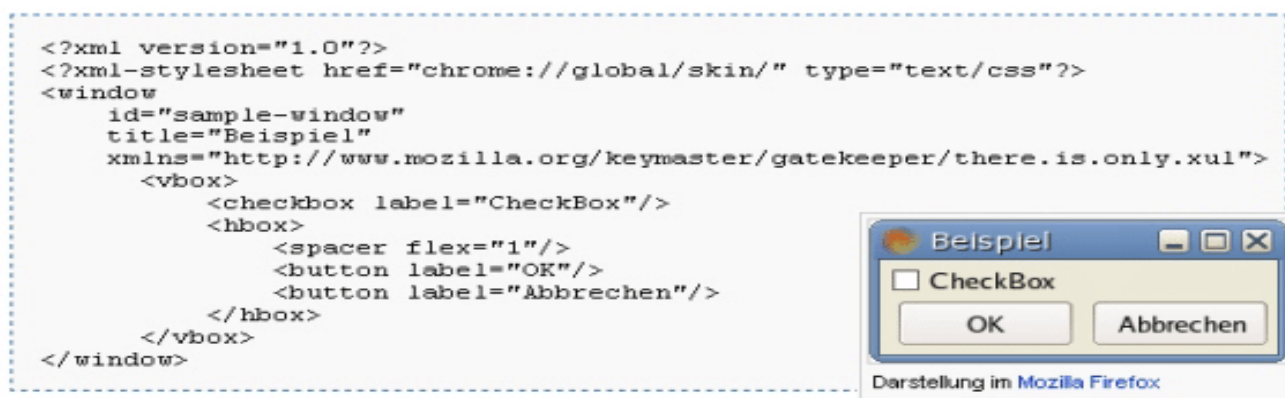 <?xml version="1.0"?>
<?xml-stylesheet href="chrome://global/skin/" type="text/css"?>
<window
id="sample-window"
title="Beispiel"
xmlns="http://www.mozilla.org/keymaster/gatekeeper/there.is.only.xul">
<vbox>
<checkbox label="CheckBox"/>
<hbox>
<spacer flex="1"/>
<button label="OK"/>
<button label="Abbrechen"/>
</hbox>
</vbox>
</window>
Beispiel
CheckBox
OK Abbrechen
Darstellung im Mozilla Firefox